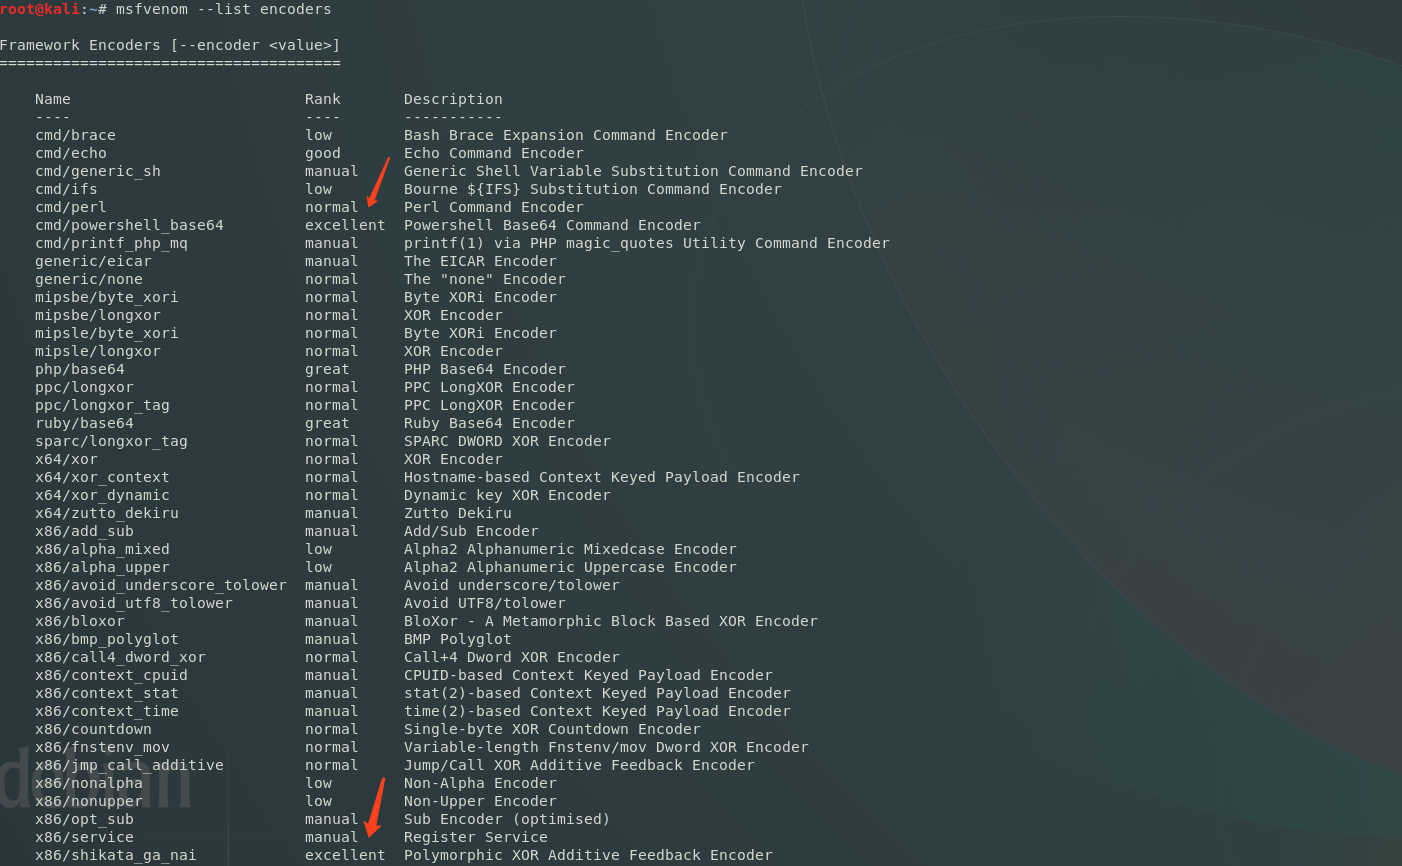 root@kali:~# msfvenom --list encoders
Framework Encoders [--encoder <value>]
======================================
Name Rank Description
---- ---- -----------
cmd/brace low Bash Brace Expansion Command Encoder
cmd/echo good Echo Command Encoder
cmd/generic_sh manual Generic Shell Variable Substitution Command Encoder
cmd/ifs low Bourne ${IFS} Substitution Command Encoder
cmd/perl normal Perl Command Encoder
cmd/powershell_base64 excellent Powershell Base64 Command Encoder
cmd/printf_php_mq manual printf(1) via PHP magic_quotes Utility Command Encoder
generic/eicar manual The EICAR Encoder
generic/none normal The "none" Encoder
mipsbe/byte_xori normal Byte XORi Encoder
mipsbe/longxor normal XOR Encoder
mipsle/byte_xori normal Byte XORi Encoder
mipsle/longxor normal XOR Encoder
php/base64 great PHP Base64 Encoder
ppc/longxor normal PPC LongXOR Encoder
ppc/longxor_tag normal PPC LongXOR Encoder
ruby/base64 great Ruby Base64 Encoder
sparc/longxor_tag normal SPARC DWORD XOR Encoder
x64/xor normal XOR Encoder
x64/xor_context normal Hostname-based Context Keyed Payload Encoder
x64/xor_dynamic normal Dynamic key XOR Encoder
x64/zutto_dekiru manual Zutto Dekiru
x86/add_sub manual Add/Sub Encoder
x86/alpha_mixed low Alpha2 Alphanumeric Mixedcase Encoder
x86/alpha_upper low Alpha2 Alphanumeric Uppercase Encoder
x86/avoid_underscore_tolower manual Avoid underscore/tolower
x86/avoid_utf8_tolower manual Avoid UTF8/tolower
x86/bloxor manual BloXor - A Metamorphic Block Based XOR Encoder
x86/bmp_polyglot manual BMP Polyglot
x86/call4_dword_xor normal Call+4 Dword XOR Encoder
x86/context_cpuid manual CPUID-based Context Keyed Payload Encoder
x86/context_stat manual stat(2)-based Context Keyed Payload Encoder
x86/context_time manual time(2)-based Context Keyed Payload Encoder
x86/countdown normal Single-byte XOR Countdown Encoder
x86/fnstenv_mov normal Variable-length Fnstenv/mov Dword XOR Encoder
x86/jmp_call_additive normal Jump/Call XOR Additive Feedback Encoder
debian
x86/nonalpha low Non-Alpha Encoder
x86/nonupper low Non-Upper Encoder
x86/opt_sub manual Sub Encoder (optimised)
x86/service manual Register Service
x86/shikata_ga_nai excellent Polymorphic XOR Additive Feedback Encoder